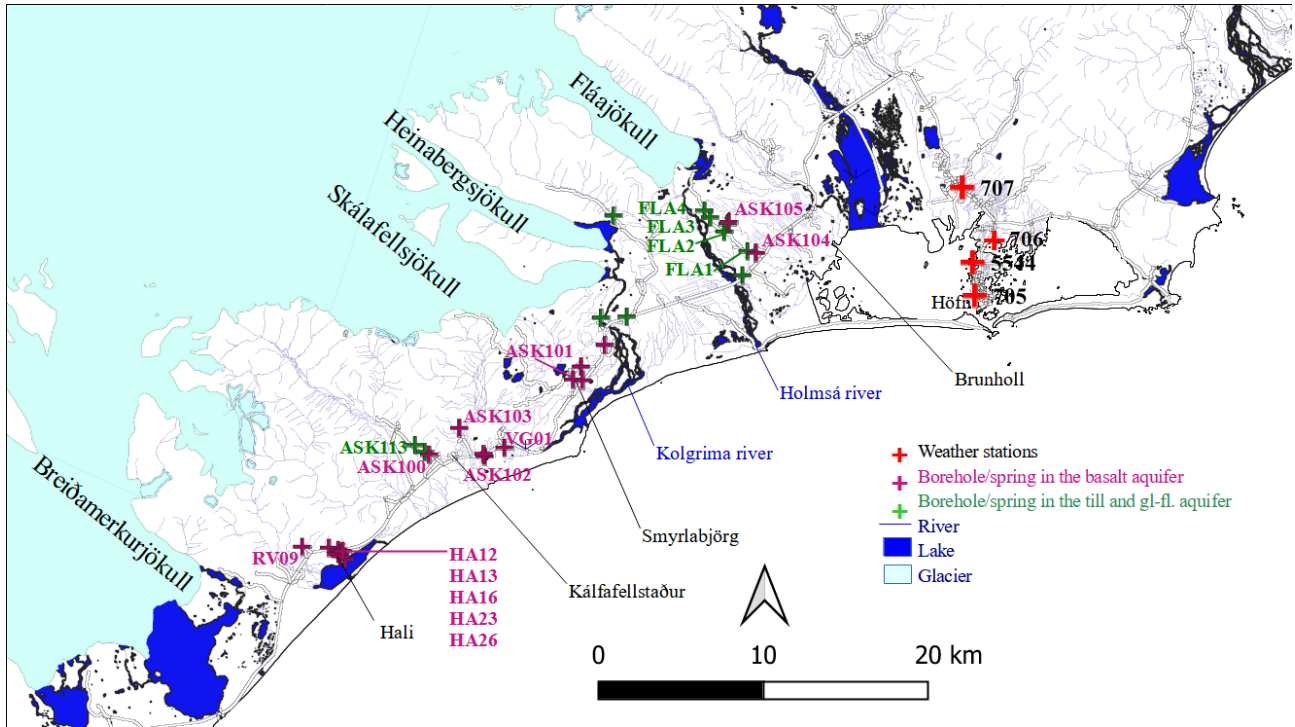 Fláajökull
Heinabergsjökull
Skálafellsjökull
Breiðamerkurjökull
707
706
5544
705
Höfn
FLA4
ASK105
FLA3
FLA2
ASK104
FLA1
Brunholl
Holmsá river
ASK101
Kolgrima river
ASK103
VG01
ASK113
ASK100
ASK102
Smyrlabjörg
Kálfafellstaður
RV09
HA12
HA13
HA16
HA23
HA26
Hali
Weather stations
Borehole/spring in the basalt aquifer
Borehole/spring in the till and gl-fl. aquifer
River
Lake
Glacier
0 10 20 km